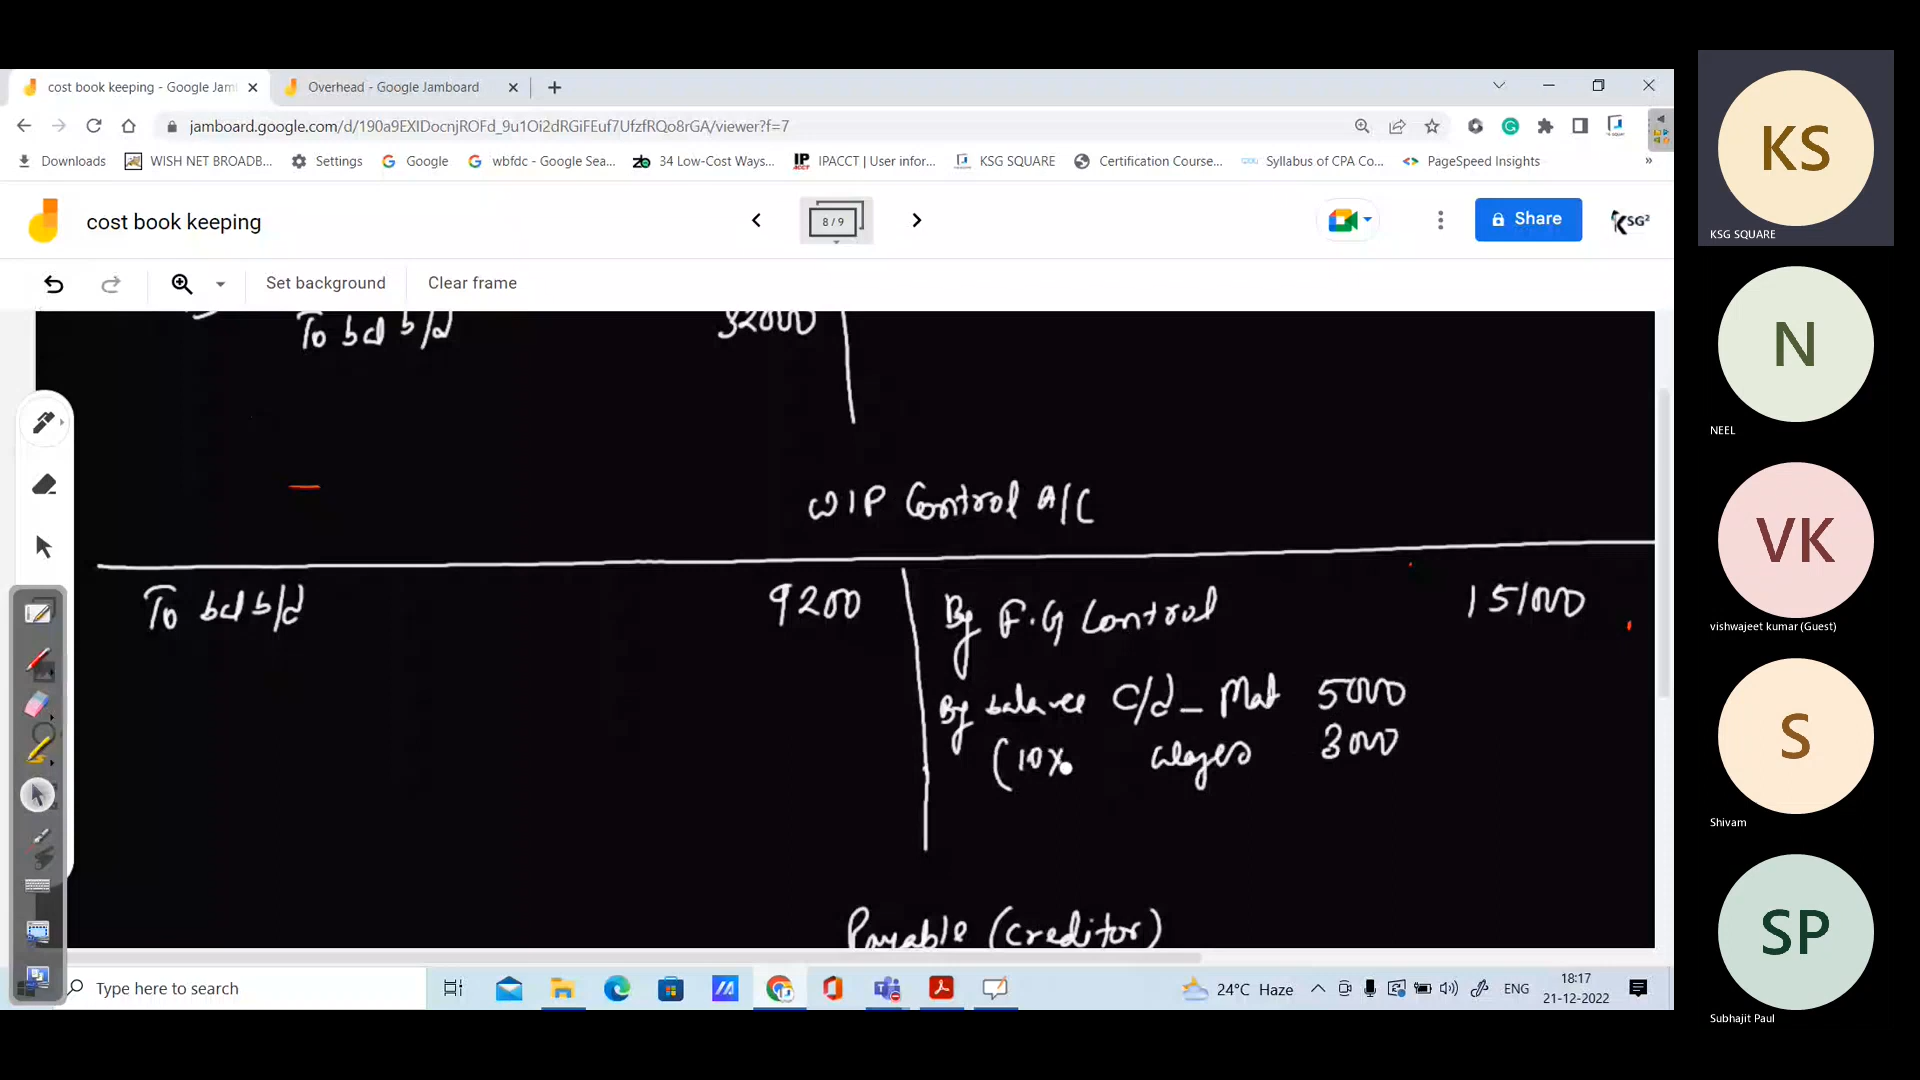 cost book keeping - Google Jam
Overhead - Google Jamboard
jamboard.google.com/d/190a9EXIDocnjROFd_9u1Oi2dRGiFEuf7UfzfRQo8rGA/viewer?f=7
Downloads
WISH NET BROADB...
Settings
Google
wbfdc - Google Sea...
34 Low-Cost Ways...
IPACCT | User infor...
KSG SQUARE
Certification Course...
Syllabus of CPA Co...
PageSpeed Insights
»
cost book keeping
8 / 9
Share
KSG²
Set background
Clear frame
To bal b/d 32000
WIP Control A/C
To bal b/d 9200
By F.G Control 151000
By balance c/d - Mat 5000
(10% wages 3000
Payable (creditor)
Type here to search
24°C Haze
ENG
18:17
21-12-2022
KS
KSG SQUARE
N
NEEL
VK
vishwajeet kumar (Guest)
S
Shivam
SP
Subhajit Paul